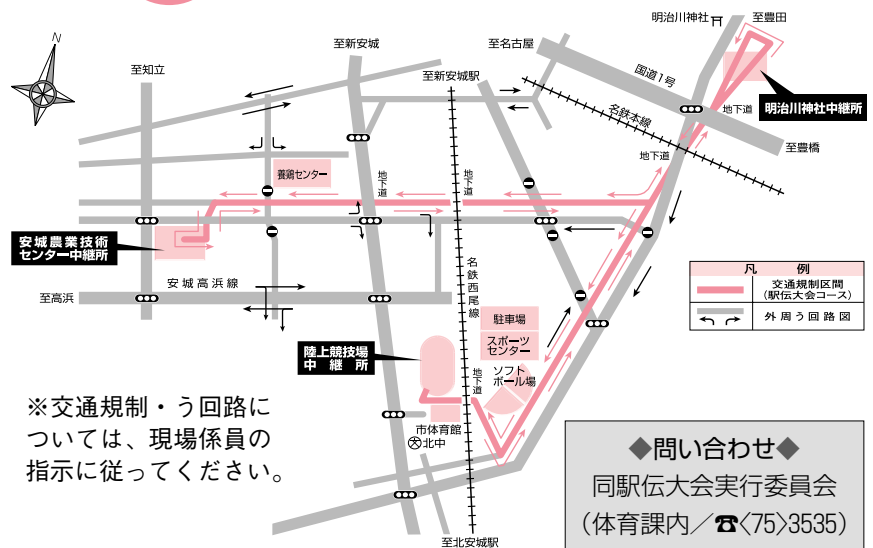 明治川神社
至豊田
N
至新安城
至名古屋
至知立
至新安城駅
国道1号
名鉄本線
地下道
明治川神社中継所
地下道
至豊橋
養鶏センター
地下道
地下道
安城農業技術
センター中継所
安城高浜線
至高浜
名鉄西尾線
凡 例
交通規制区間
(駅伝大会コース)
外周う回路図
駐車場
スポーツ
センター
陸上競技場
中継所
ソフト
ボール場
地下道
市体育館
文北中
至北安城駅
※交通規制・う回路に
ついては、現場係員の
指示に従ってください。
◆問い合わせ◆
同駅伝大会実行委員会
(体育課内/☎〈75〉3535)